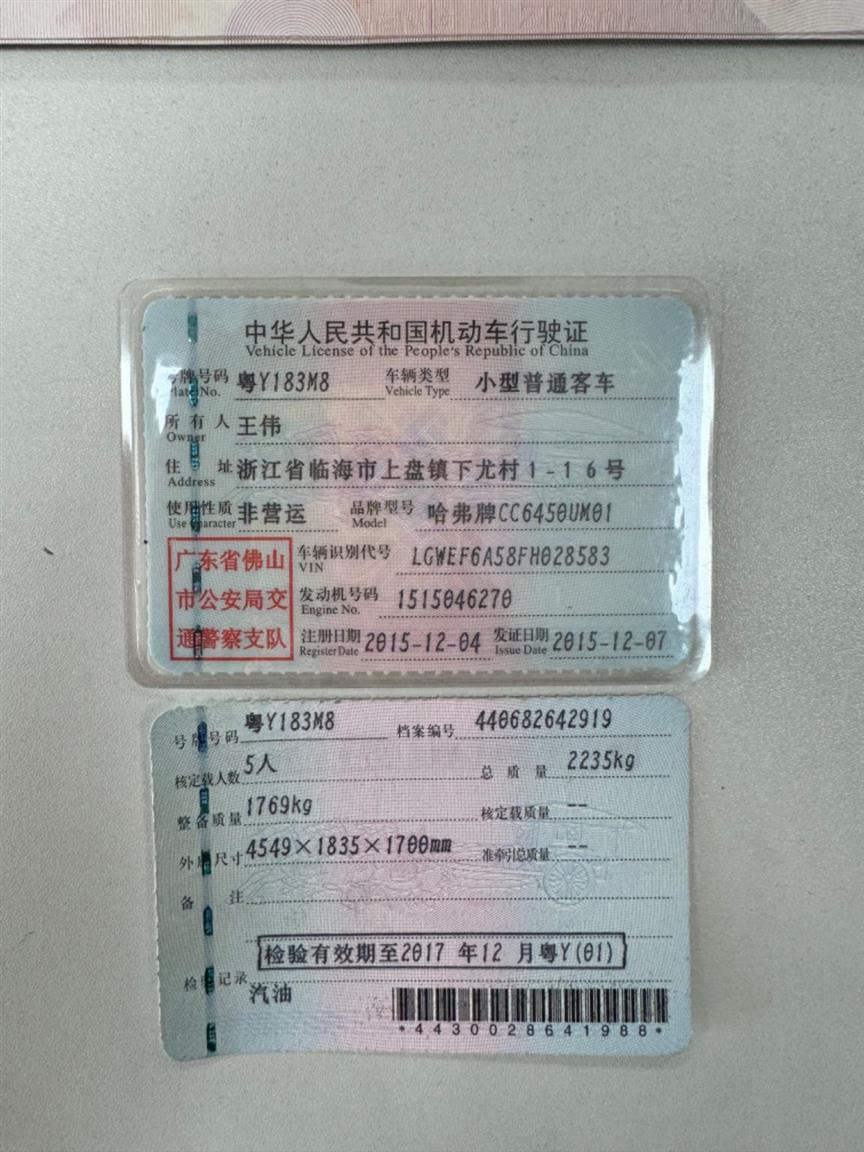 中华人民共和国机动车行驶证
Vehicle License of the People's Republic of China
号牌号码 粤Y183M8 车辆类型 小型普通客车
Plate No. Vehicle Type
所有人 王伟
Owner
住址 浙江省临海市上盘镇下尤村1-16号
Address
使用性质 非营运 品牌型号 哈弗牌CC6450UM01
Use Character Model
广东省佛山 车辆识别代号 LGWEF6A58FH028583
VIN
市公安局交 发动机号码 1515046270
Engine No.
通警察支队 注册日期 2015-12-04 发证日期 2015-12-07
Register Date Issue Date
号牌号码 粤Y183M8 档案编号 440682642919
核定载人数 5人 总质量 2235kg
整备质量 1769kg 核定载质量 --
外廓尺寸 4549×1835×1700mm 准牵引总质量 --
备注
检验有效期至2017 年12 月粤Y(01)
检验记录
汽油
*4430028641988*